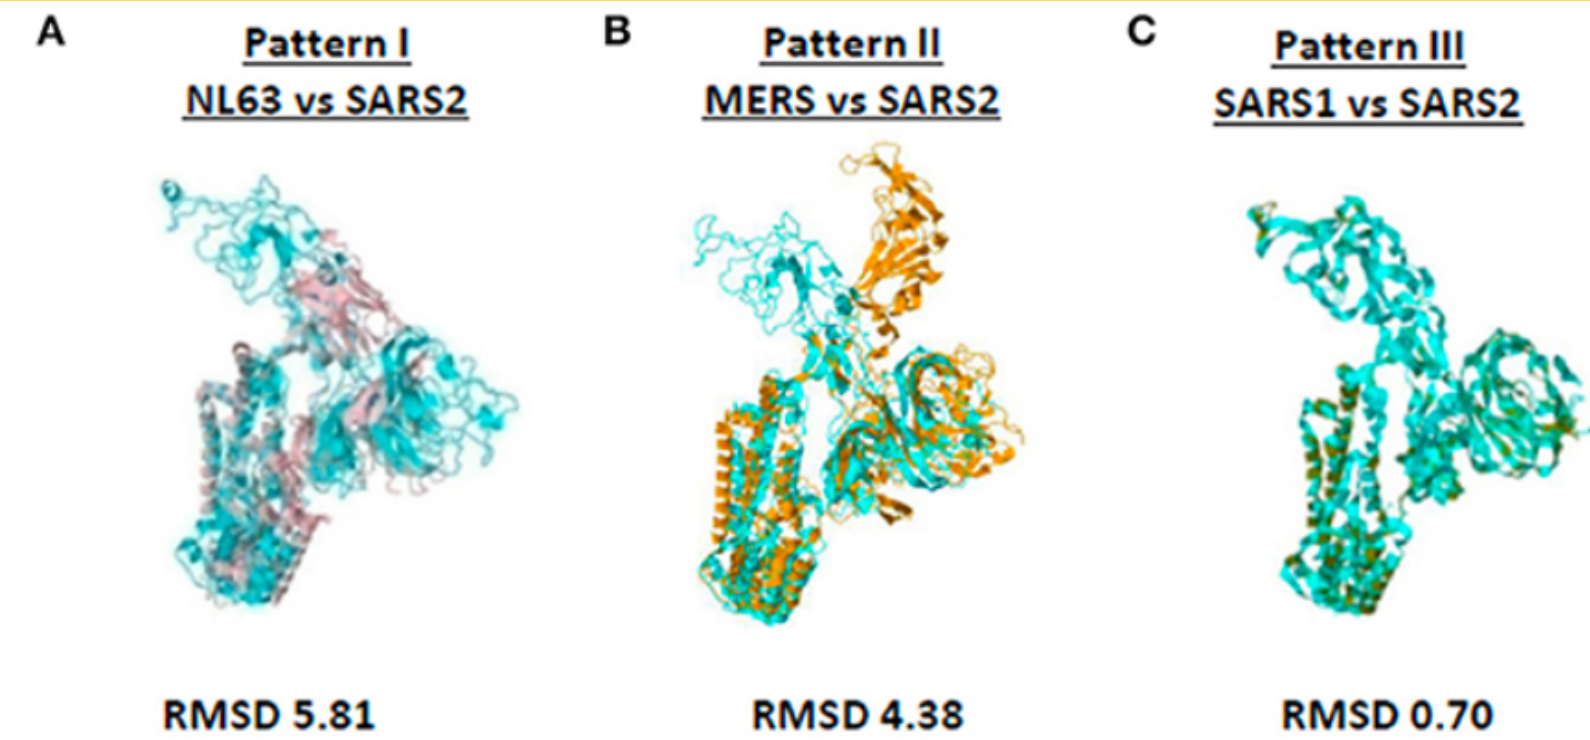 A
Pattern I
NL63 vs SARS2
RMSD 5.81
B
Pattern II
MERS vs SARS2
RMSD 4.38
C
Pattern III
SARS1 vs SARS2
RMSD 0.70